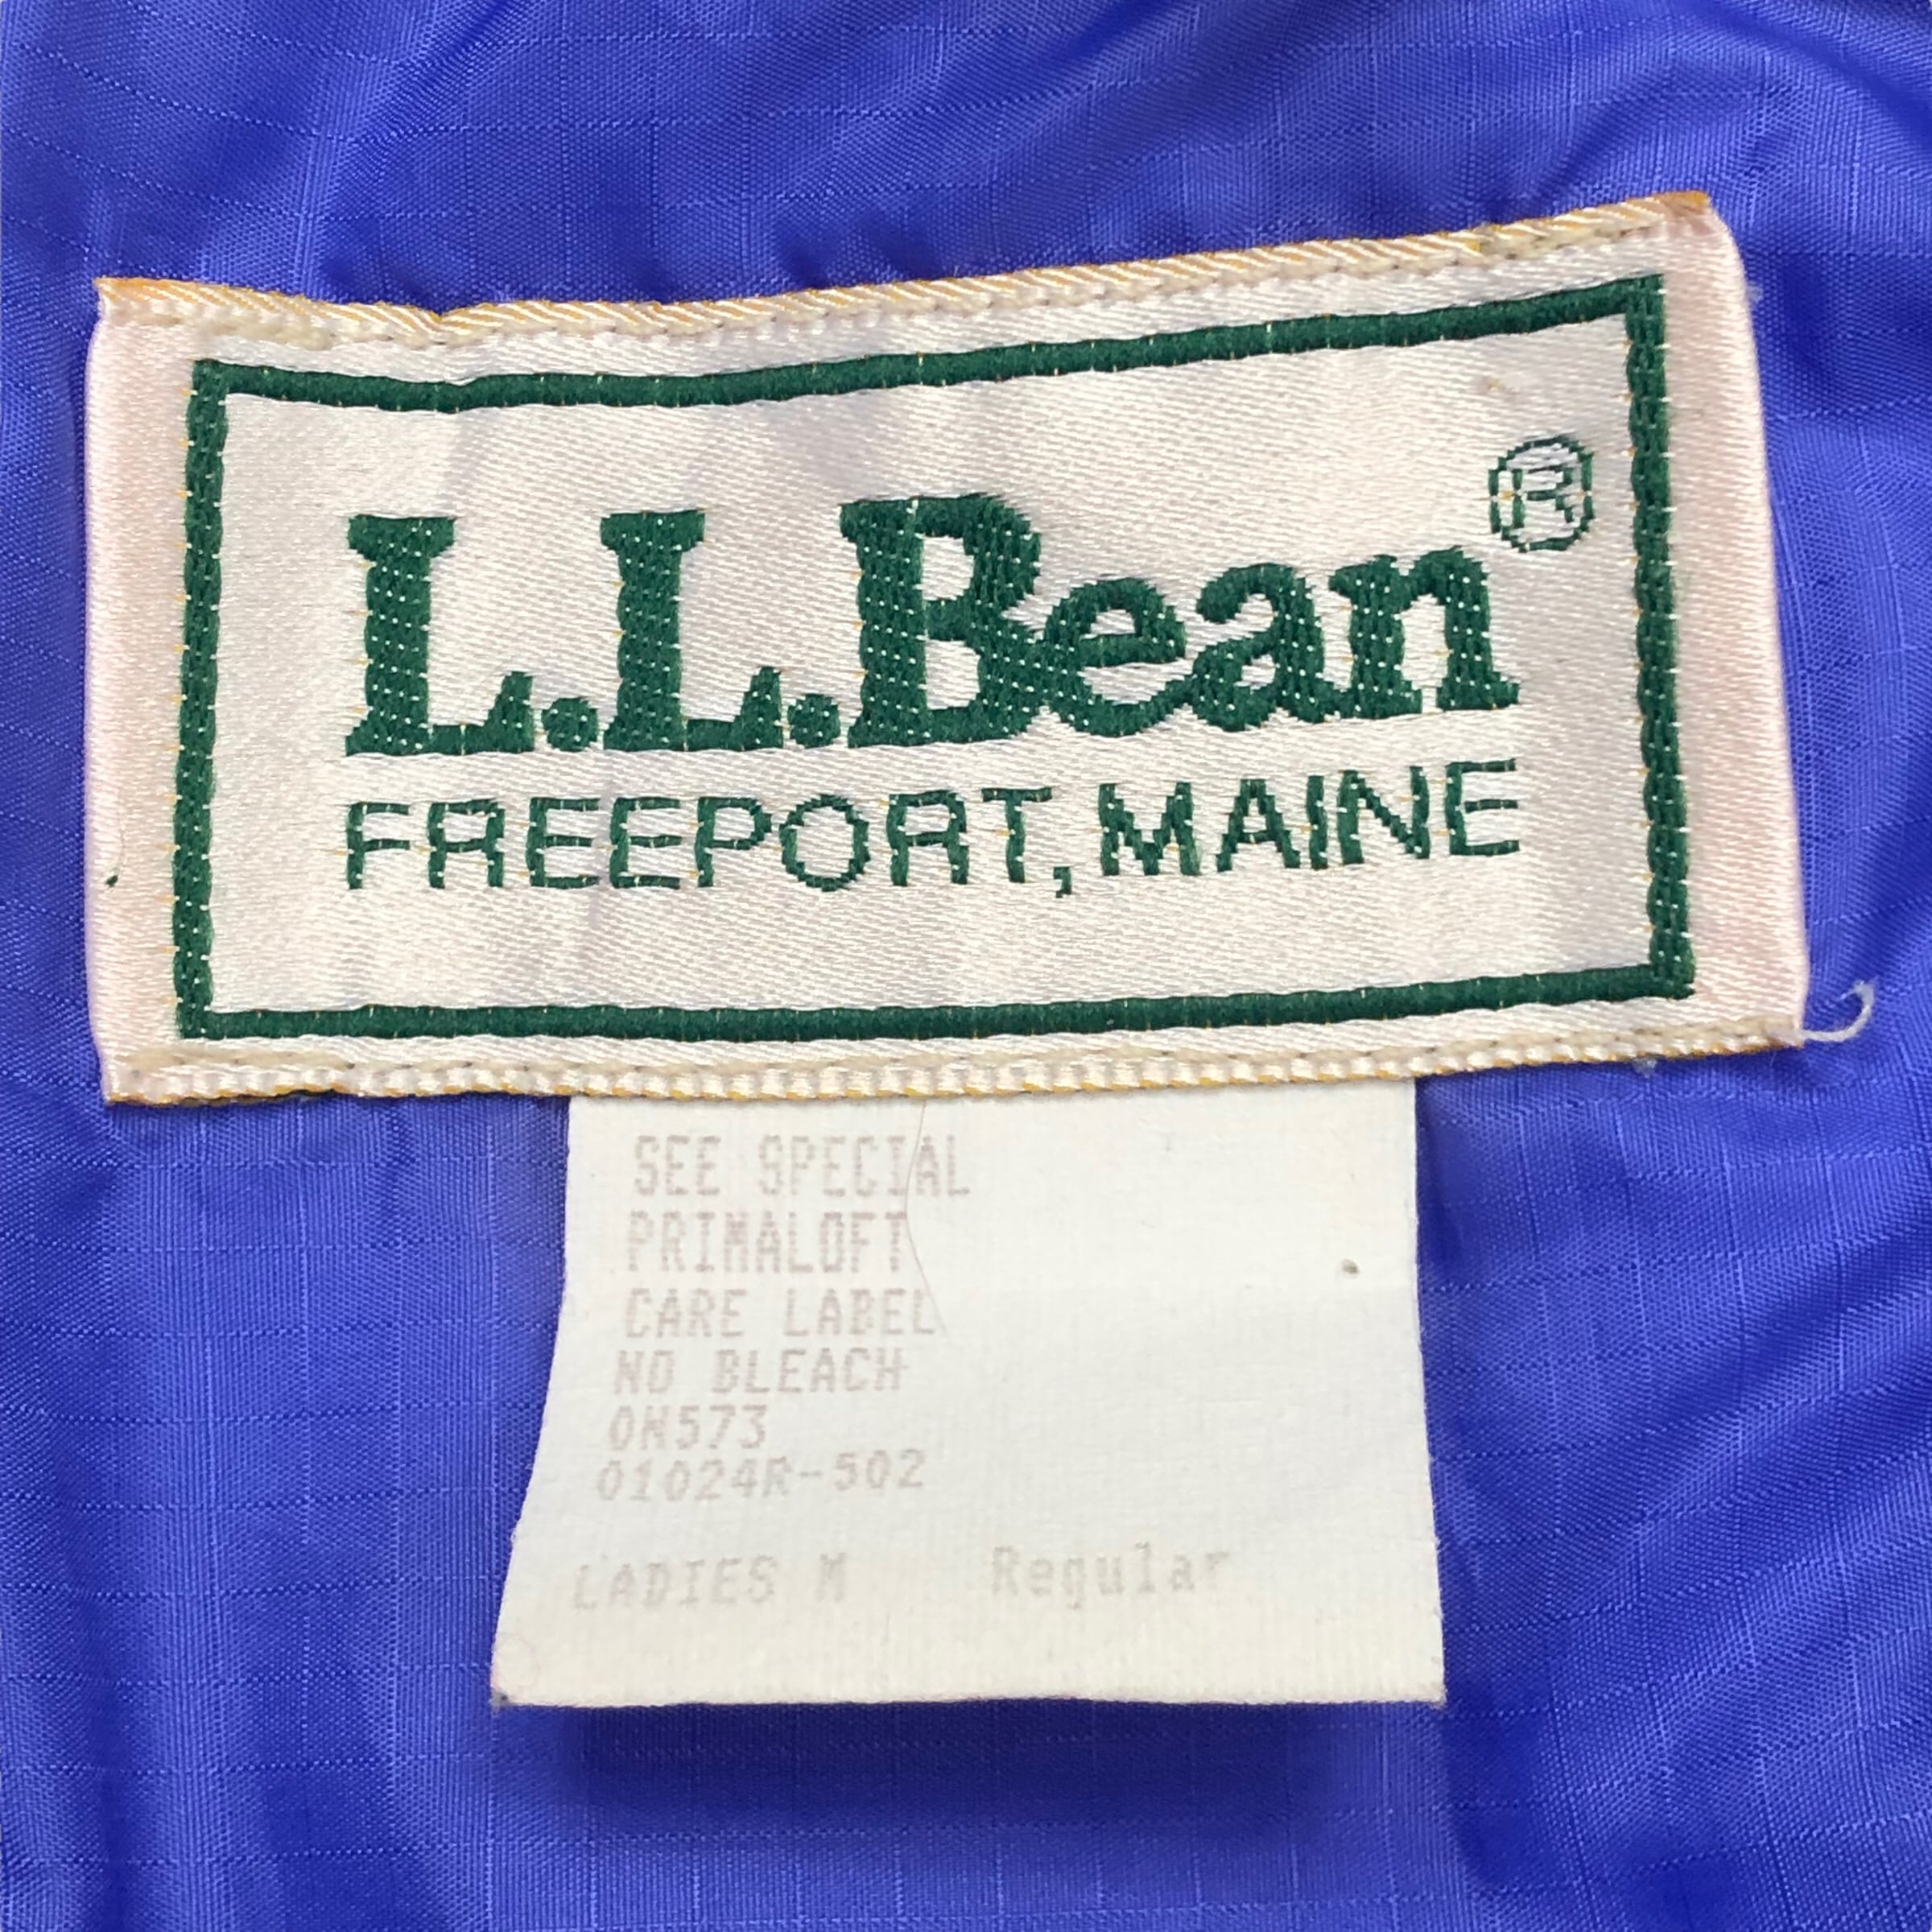 L.L.Bean®
FREEPORT, MAINE
SEE SPECIAL
PRIMALOFT
CARE LABEL
NO BLEACH
0N573
01024R-502
LADIES M Regular